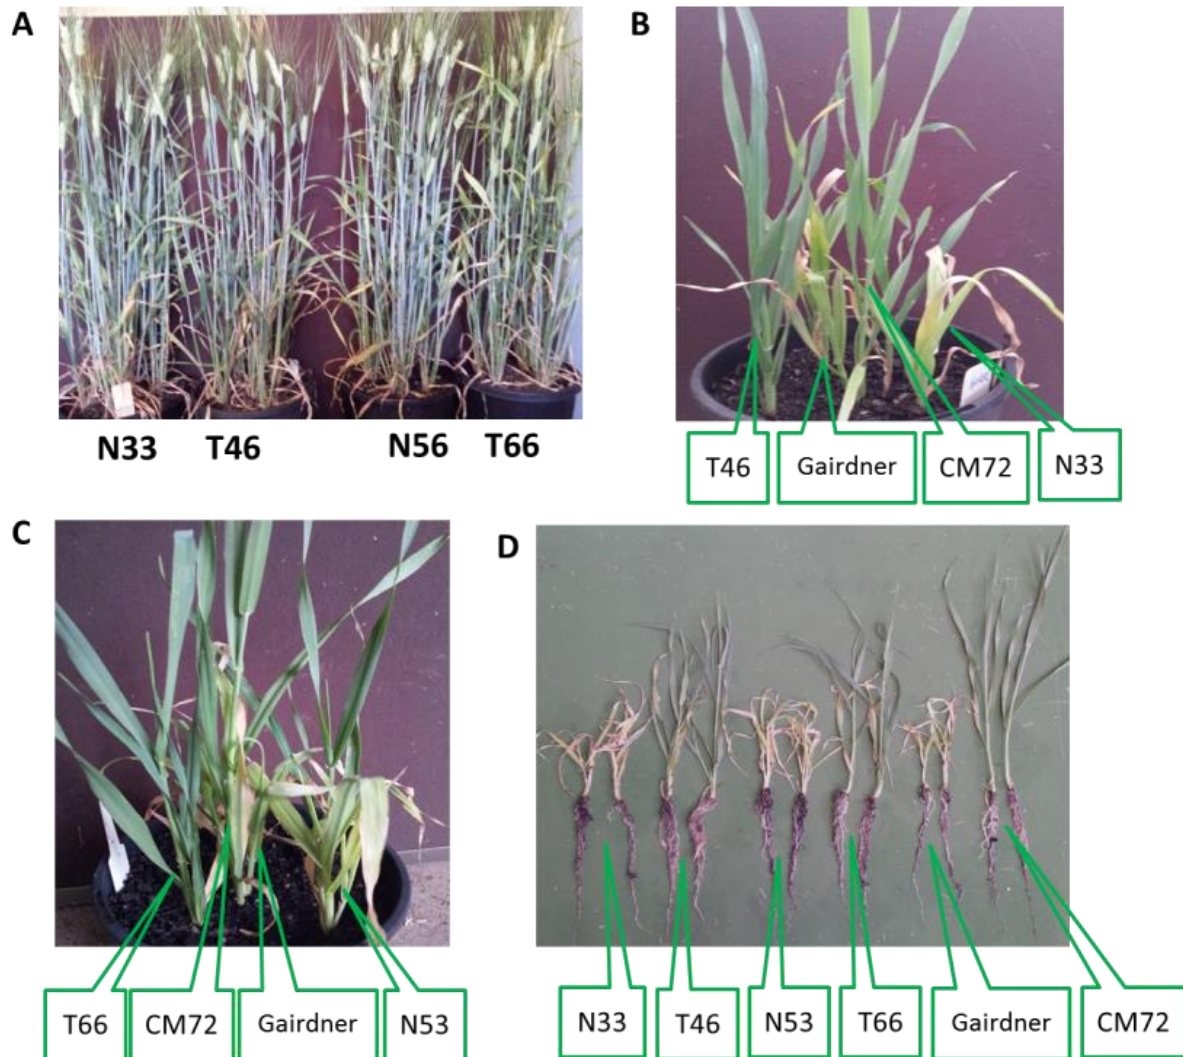 A
B
N33 T46 N56 T66
T46 Gairdner CM72 N33
C
D
T66 CM72 Gairdner N53
N33 T46 N53 T66 Gairdner CM72